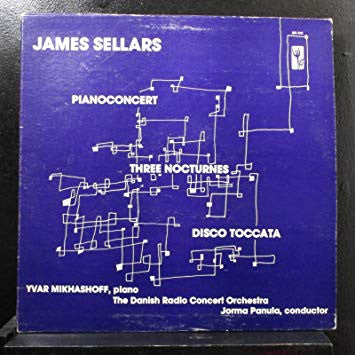 JAMES SELLARS
PIANOCONCERT
THREE NOCTURNES
DISCO TOCCATA
YVAR MIKHASHOFF, piano
The Danish Radio Concert Orchestra
Jorma Panula, conductor